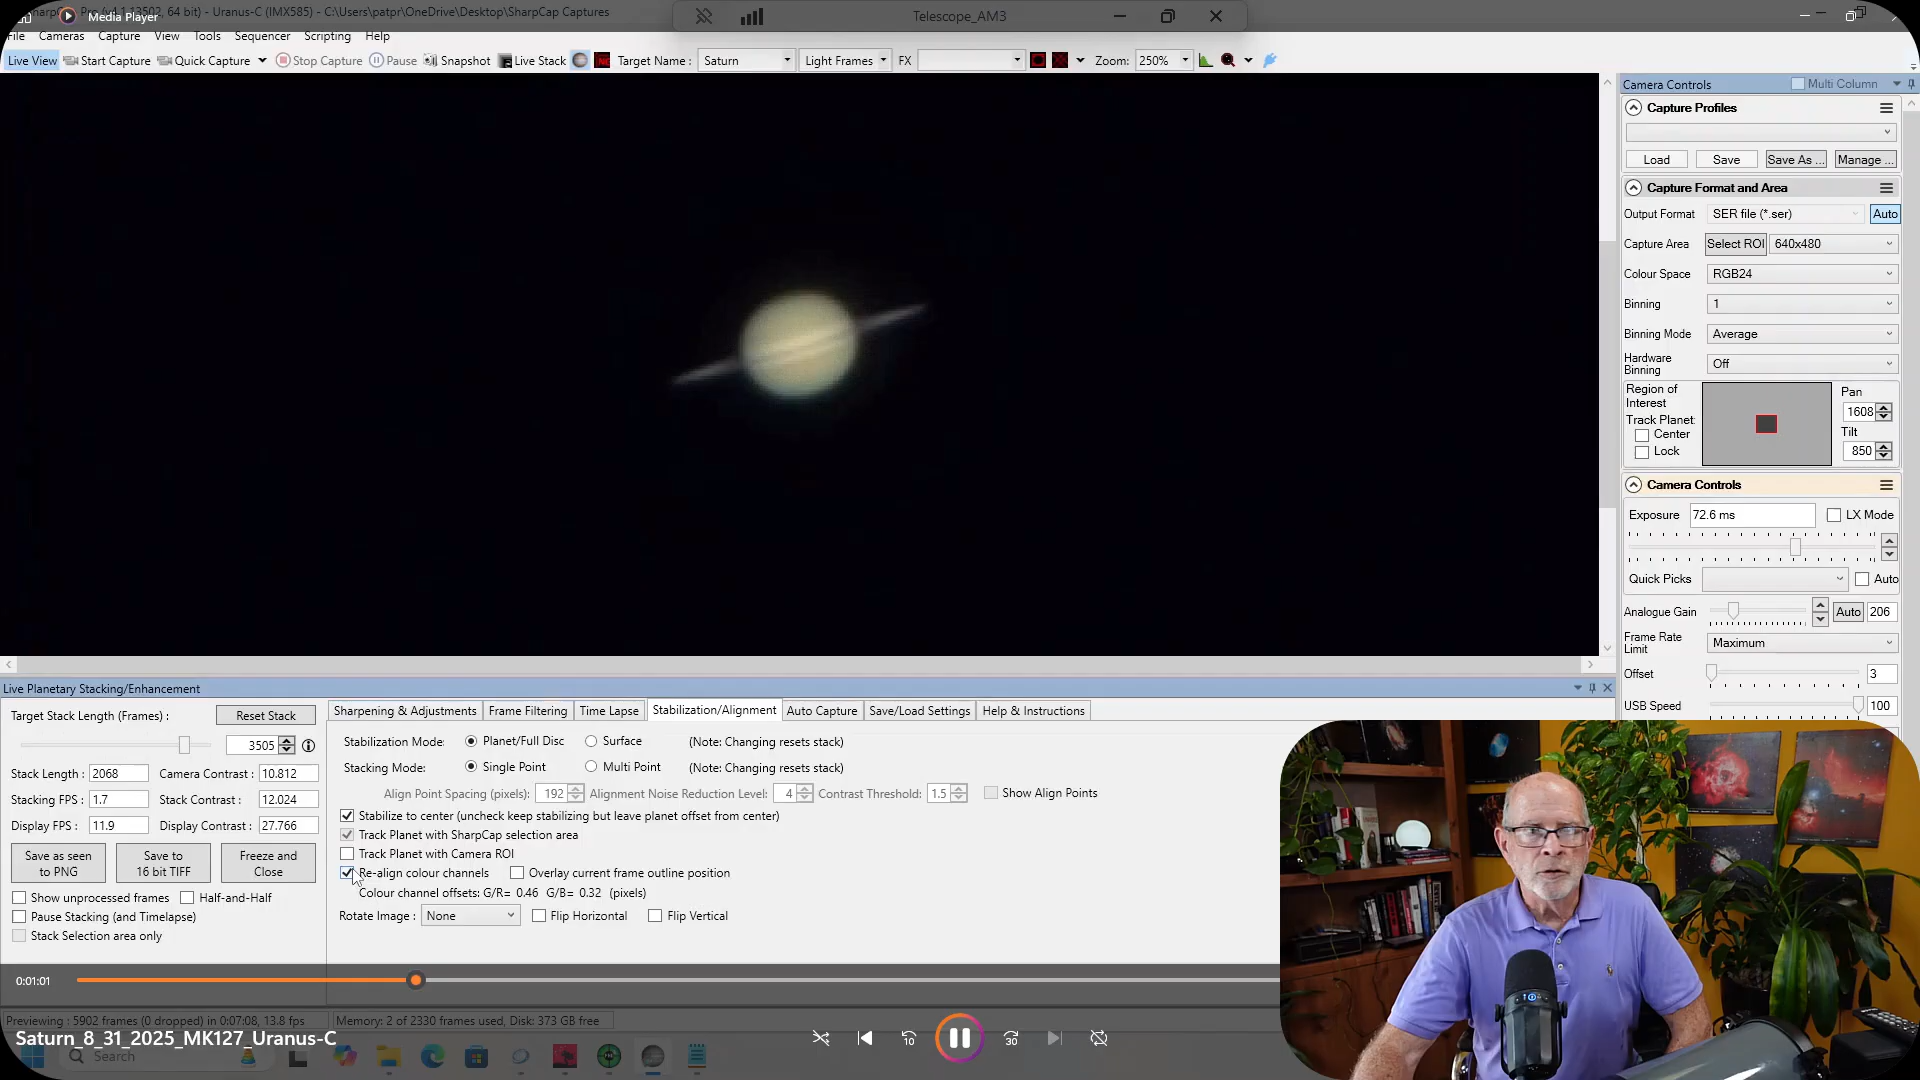 Media Player
Pro (v4.1.13502, 64 bit) - Uranus-C (IMX585) - C:\Users\patpr\OneDrive\Desktop\SharpCap Captures
Telescope_AM3
File Cameras Capture View Tools Sequencer Scripting Help
Live View Start Capture Quick Capture Stop Capture Pause Snapshot Live Stack Target Name : Saturn Light Frames FX Zoom: 250%
Camera Controls Multi Column
Capture Profiles
Load Save Save As ... Manage ...
Capture Format and Area
Output Format SER file (*.ser) Auto
Capture Area Select ROI 640x480
Colour Space RGB24
Binning 1
Binning Mode Average
Hardware Binning Off
Region of Interest
Pan
1608
Track Planet:
Center
Lock
Tilt
850
Camera Controls
Exposure 72.6 ms LX Mode
Quick Picks Auto
Analogue Gain Auto 206
Frame Rate Limit Maximum
Offset 3
USB Speed 100
Live Planetary Stacking/Enhancement
Target Stack Length (Frames) : Reset Stack
3505
Stack Length : 2068 Camera Contrast : 10.812
Stacking FPS : 1.7 Stack Contrast : 12.024
Display FPS : 11.9 Display Contrast : 27.766
Save as seen to PNG
Save to 16 bit TIFF
Freeze and Close
Show unprocessed frames Half-and-Half
Pause Stacking (and Timelapse)
Stack Selection area only
Sharpening & Adjustments Frame Filtering Time Lapse Stabilization/Alignment Auto Capture Save/Load Settings Help & Instructions
Stabilization Mode: Planet/Full Disc Surface (Note: Changing resets stack)
Stacking Mode: Single Point Multi Point (Note: Changing resets stack)
Align Point Spacing (pixels): 192 Alignment Noise Reduction Level: 4 Contrast Threshold: 1.5 Show Align Points
Stabilize to center (uncheck keep stabilizing but leave planet offset from center)
Track Planet with SharpCap selection area
Track Planet with Camera ROI
Re-align colour channels Overlay current frame outline position
Colour channel offsets: G/R= 0.46 G/B= 0.32 (pixels)
Rotate Image : None Flip Horizontal Flip Vertical
0:01:01
Previewing : 5902 frames (0 dropped) in 0:07:08, 13.8 fps Memory: 2 of 2330 frames used, Disk: 373 GB free
Saturn_8_31_2025_MK127_Uranus-C
10 30
Search